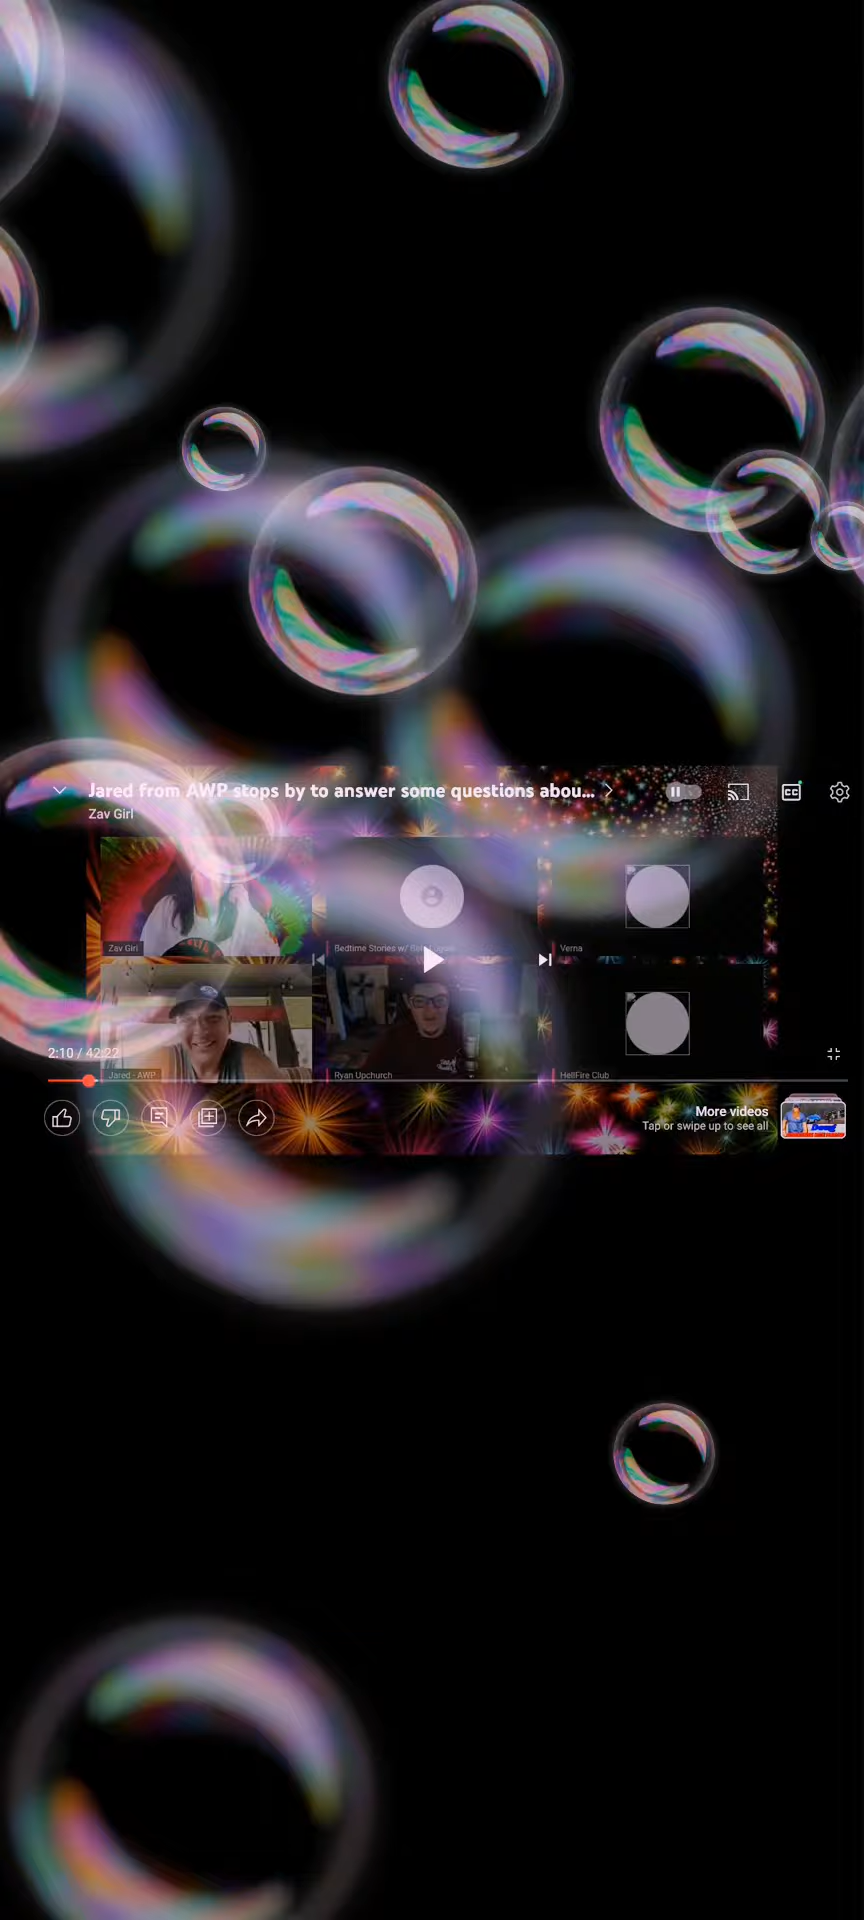 Jared from AWP stops by to answer some questions abou...
Zav Girl
CC
Zav Girl
Bedtime Stories w/
Verna
Jared - AWP
Ryan Upchurch
HellFire Club
2:10 / 42:22
More videos
Tap or swipe up to see all